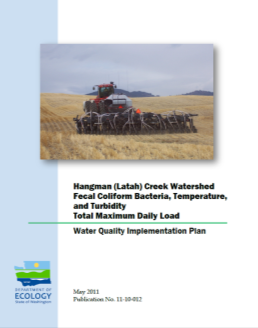 Hangman (Latah) Creek Watershed
Fecal Coliform Bacteria, Temperature,
and Turbidity
Total Maximum Daily Load
Water Quality Implementation Plan
DEPARTMENT OF
ECOLOGY
State of Washington
May 2011
Publication No. 11-10-012